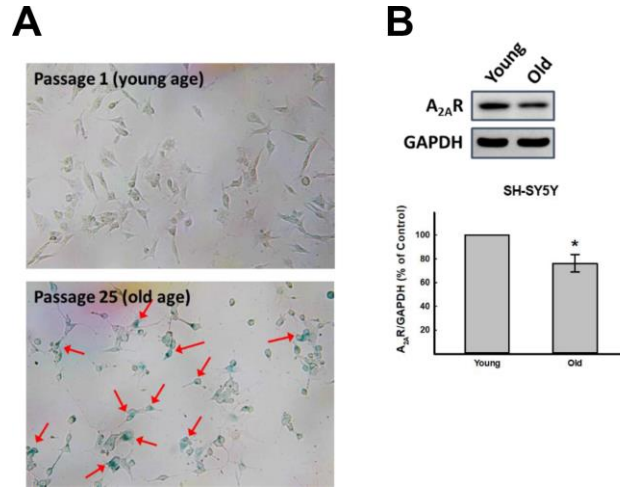 A
Passage 1 (young age)
Passage 25 (old age)
B
Young Old
A2AR
GAPDH
SH-SY5Y
A2AR/GAPDH (% of Control)
100
80
60
40
20
*
Young Old